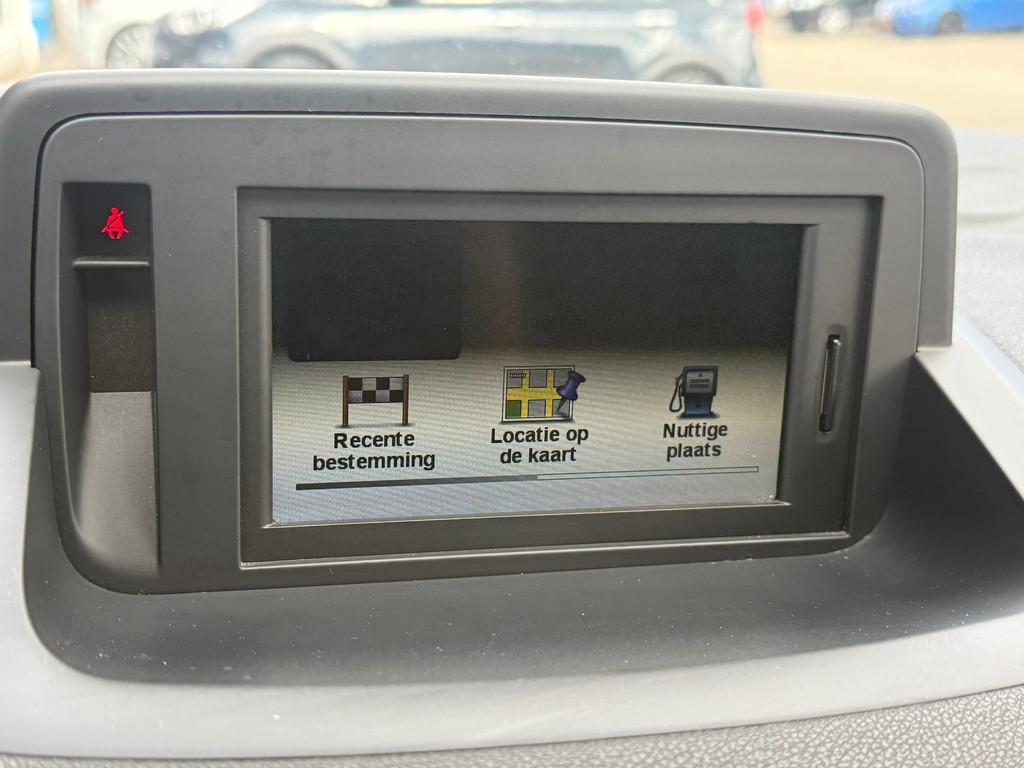 Recente
bestemming
Locatie op
de kaart
Nuttige
plaats